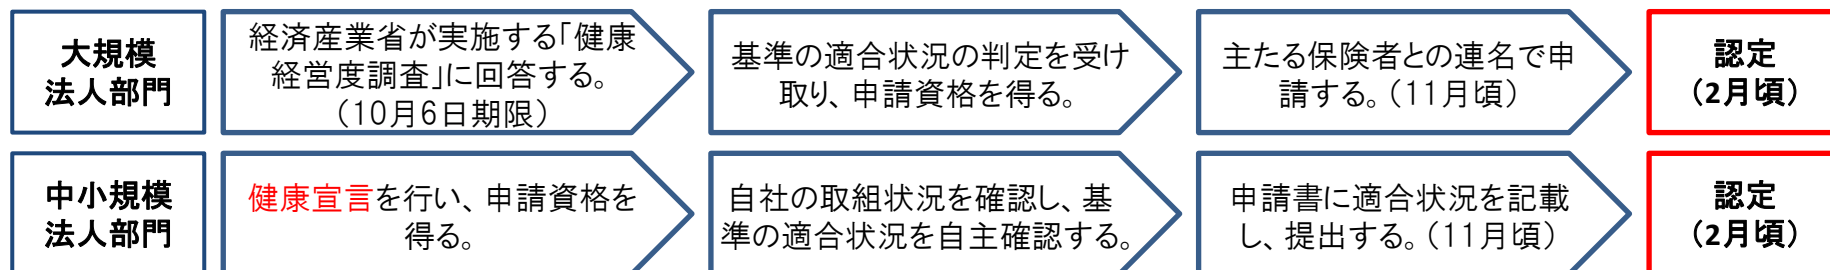 大規模
法人部門
経済産業省が実施する「健康
経営度調査」に回答する。
（10月6日期限）
基準の適合状況の判定を受け
取り、申請資格を得る。
主たる保険者との連名で申
請する。（11月頃）
認定
（2月頃）
中小規模
法人部門
健康宣言を行い、申請資格を
得る。
自社の取組状況を確認し、基
準の適合状況を自主確認する。
申請書に適合状況を記載
し、提出する。（11月頃）
認定
（2月頃）